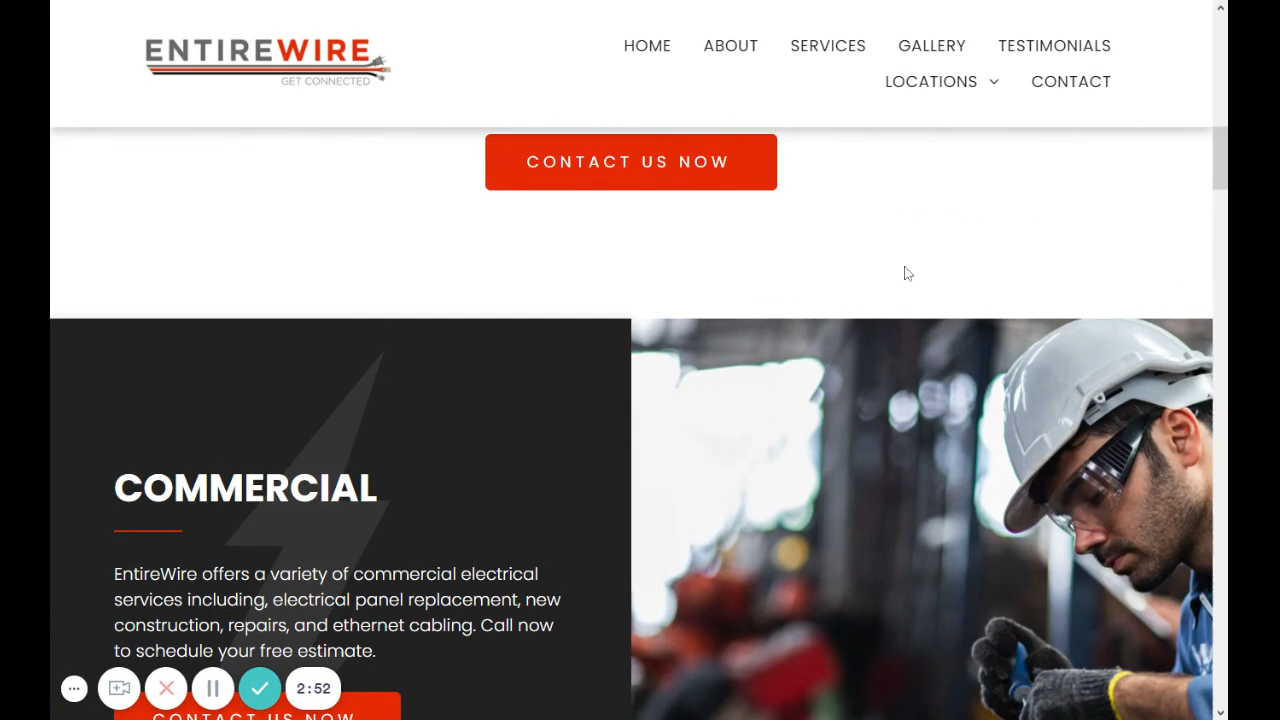 ENTIREWIRE
GET CONNECTED
HOME ABOUT SERVICES GALLERY TESTIMONIALS
LOCATIONS CONTACT
CONTACT US NOW
COMMERCIAL
EntireWire offers a variety of commercial electrical
services including, electrical panel replacement, new
construction, repairs, and ethernet cabling. Call now
to schedule your free estimate.
2:52
CONTACT US NOW